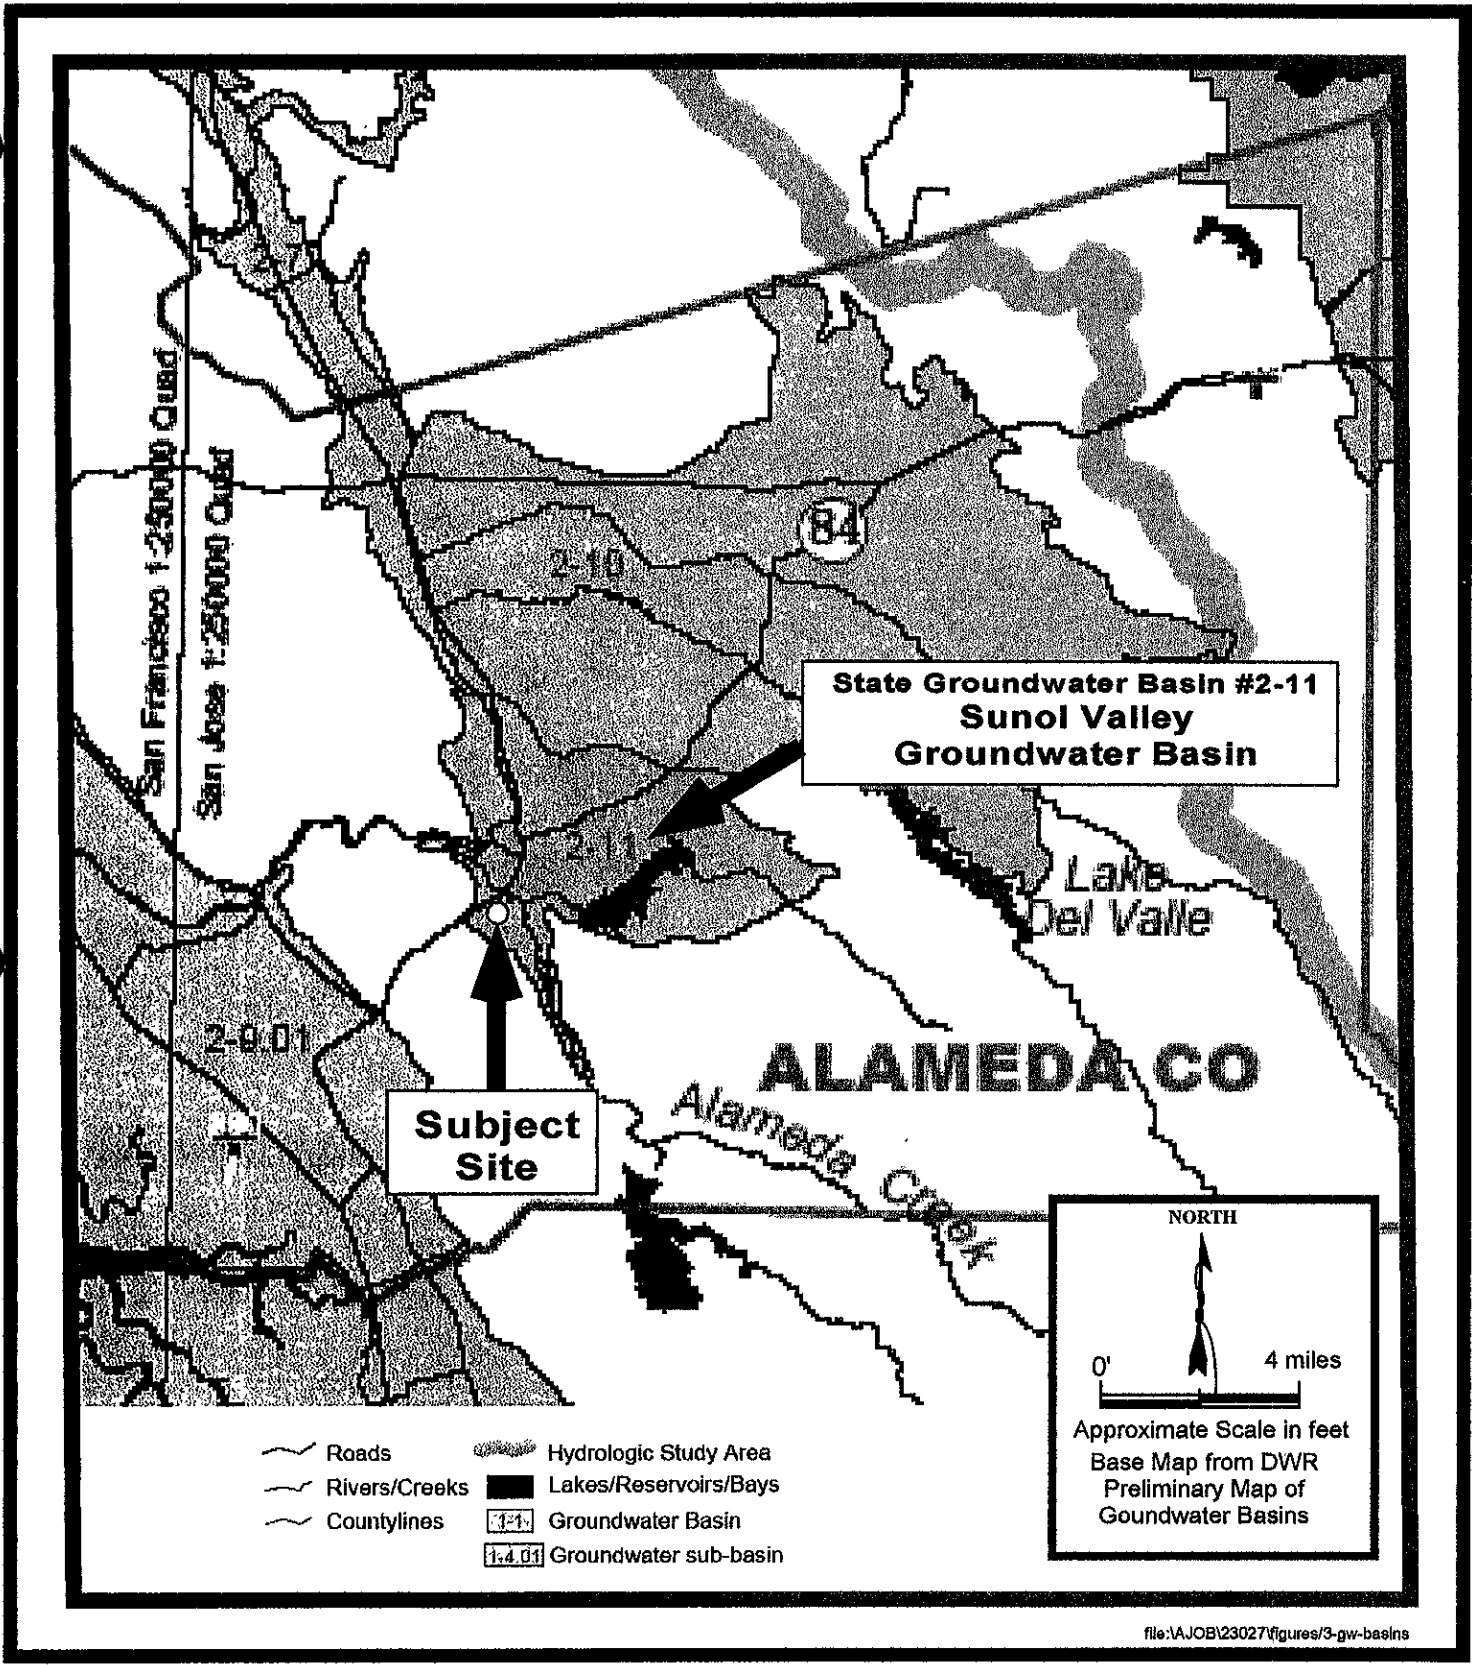 San Francisco 1-250000 Quad
San Jose 1:250000 Quad
2-10
84
State Groundwater Basin #2-11
Sunol Valley
Groundwater Basin
2-11
Lake
Del Valle
2-9.01
ALAMEDA CO
Subject
Site
Alameda Creek
NORTH
0'
4 miles
Approximate Scale in feet
Base Map from DWR
Preliminary Map of
Goundwater Basins
Roads
Hydrologic Study Area
Rivers/Creeks
Lakes/Reservoirs/Bays
Countylines
1-1
Groundwater Basin
1-4.01
Groundwater sub-basin
file:\AJOB\23027\figures/3-gw-basins